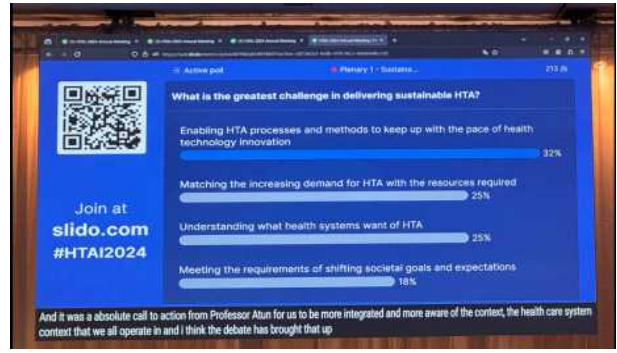 Active poll
Plenary 1 - Sustaina...
213
What is the greatest challenge in delivering sustainable HTA?
Enabling HTA processes and methods to keep up with the pace of health
technology innovation
32%
Matching the increasing demand for HTA with the resources required
25%
Understanding what health systems want of HTA
25%
Meeting the requirements of shifting societal goals and expectations
18%
Join at
slido.com
#HTAI2024
And it was a absolute call to action from Professor Atun for us to be more integrated and more aware of the context, the health care system
context that we all operate in and i think the debate has brought that up